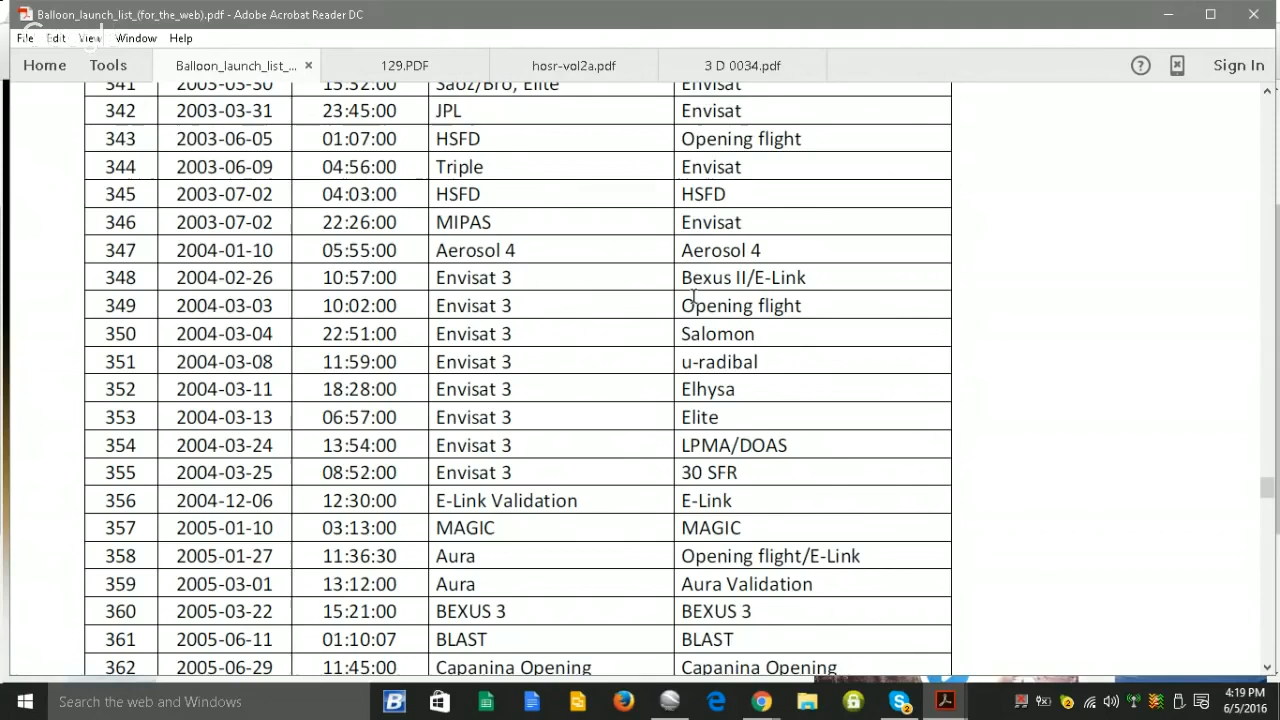 Balloon_launch_list_(for_the_web).pdf - Adobe Acrobat Reader DC
Google
File Edit View Window Help
Home Tools Balloon_launch_list_... × 129.PDF hosr-vol2a.pdf 3 D 0034.pdf Sign In
341 2003-03-30 15:32:00 Saoz/Bro, Elite Envisat
342 2003-03-31 23:45:00 JPL Envisat
343 2003-06-05 01:07:00 HSFD Opening flight
344 2003-06-09 04:56:00 Triple Envisat
345 2003-07-02 04:03:00 HSFD HSFD
346 2003-07-02 22:26:00 MIPAS Envisat
347 2004-01-10 05:55:00 Aerosol 4 Aerosol 4
348 2004-02-26 10:57:00 Envisat 3 Bexus II/E-Link
349 2004-03-03 10:02:00 Envisat 3 Opening flight
350 2004-03-04 22:51:00 Envisat 3 Salomon
351 2004-03-08 11:59:00 Envisat 3 u-radibal
352 2004-03-11 18:28:00 Envisat 3 Elhysa
353 2004-03-13 06:57:00 Envisat 3 Elite
354 2004-03-24 13:54:00 Envisat 3 LPMA/DOAS
355 2004-03-25 08:52:00 Envisat 3 30 SFR
356 2004-12-06 12:30:00 E-Link Validation E-Link
357 2005-01-10 03:13:00 MAGIC MAGIC
358 2005-01-27 11:36:30 Aura Opening flight/E-Link
359 2005-03-01 13:12:00 Aura Aura Validation
360 2005-03-22 15:21:00 BEXUS 3 BEXUS 3
361 2005-06-11 01:10:07 BLAST BLAST
362 2005-06-29 11:45:00 Capanina Opening Capanina Opening
Search the web and Windows
4:19 PM
6/5/2016